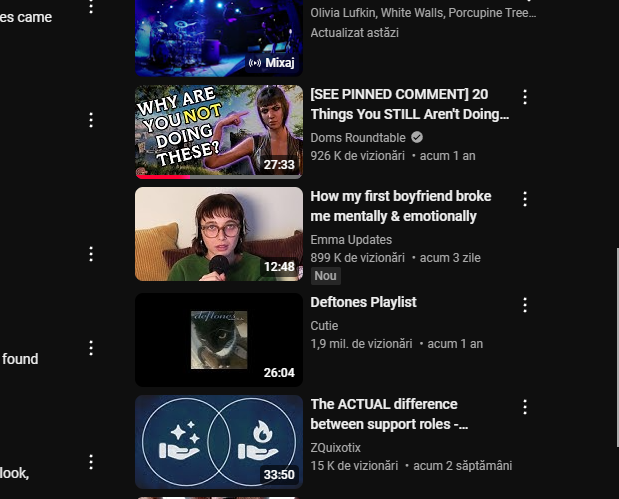 es came
Olivia Lufkin, White Walls, Porcupine Tree...
Actualizat astăzi
Mixaj
WHY ARE
YOU NOT
DOING
THESE?
27:33
[SEE PINNED COMMENT] 20
Things You STILL Aren't Doing...
Doms Roundtable
926 K de vizionări • acum 1 an
12:48
How my first boyfriend broke
me mentally & emotionally
Emma Updates
899 K de vizionări • acum 3 zile
Nou
found
deftones
26:04
Deftones Playlist
Cutie
1,9 mil. de vizionări • acum 1 an
look,
33:50
The ACTUAL difference
between support roles -...
ZQuixotix
15 K de vizionări • acum 2 săptămâni